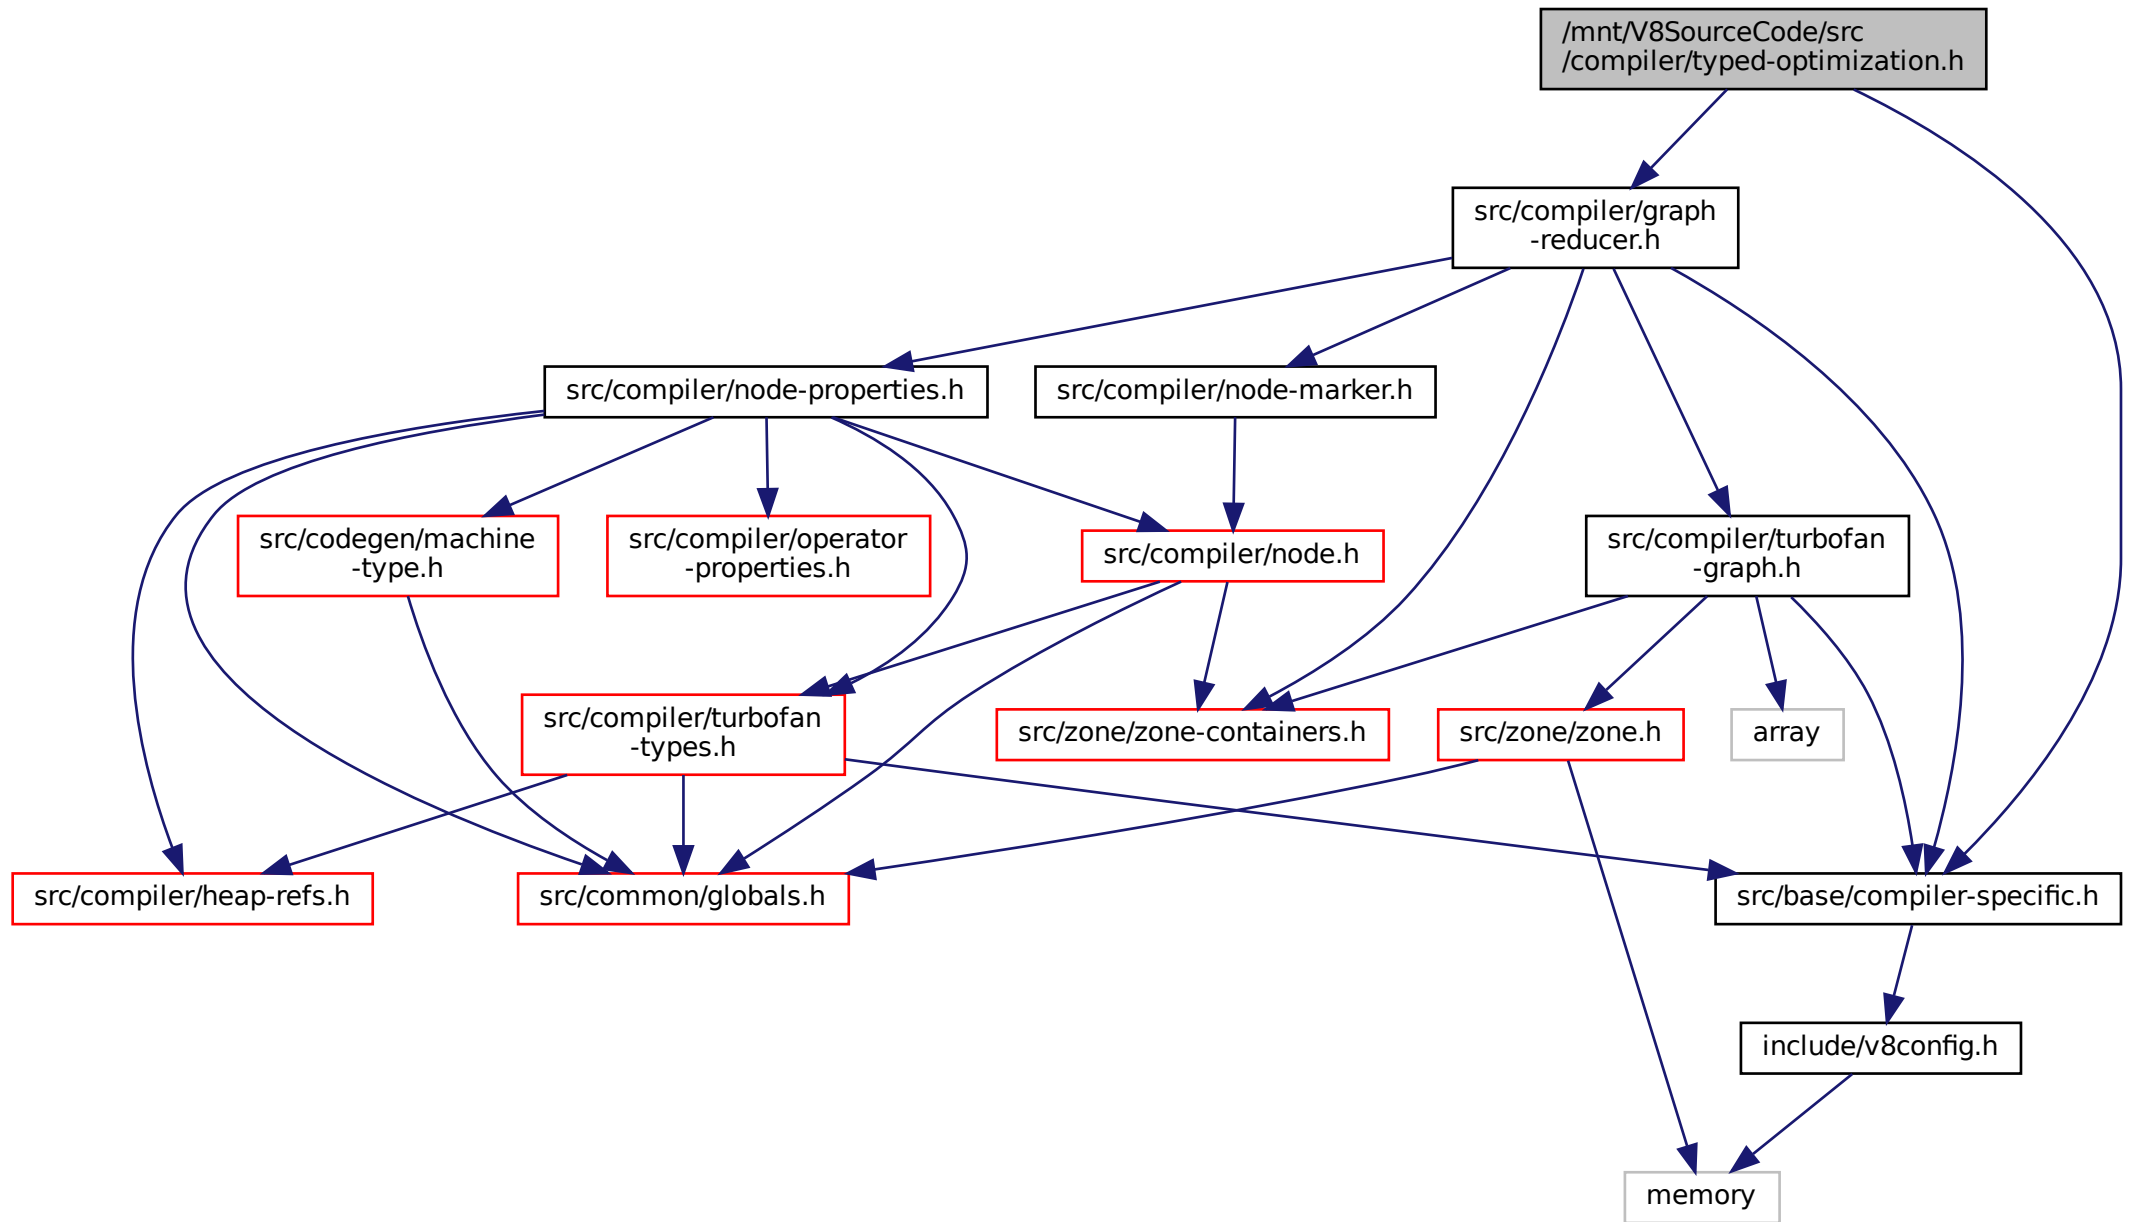 /mnt/V8SourceCode/src
/compiler/typed-optimization.h
src/compiler/graph
-reducer.h
src/compiler/node-properties.h
src/compiler/node-marker.h
src/codegen/machine
-type.h
src/compiler/operator
-properties.h
src/compiler/node.h
src/compiler/turbofan
-graph.h
src/compiler/turbofan
-types.h
src/zone/zone-containers.h
src/zone/zone.h
array
src/compiler/heap-refs.h
src/common/globals.h
src/base/compiler-specific.h
include/v8config.h
memory